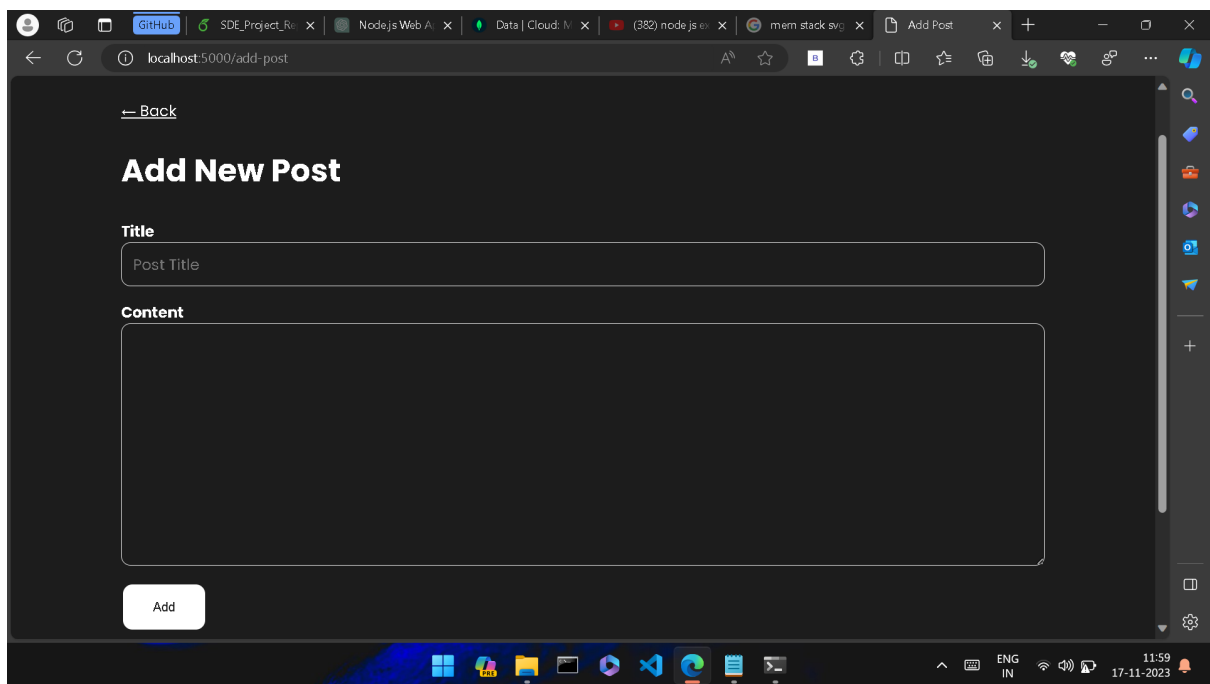 GitHub
SDE_Project_Re
Node.js Web A
Data | Cloud: M
(382) node js ex
mern stack svg
Add Post
localhost:5000/add-post
← Back
Add New Post
Title
Post Title
Content
Add
PRE
ENG
IN
11:59
17-11-2023